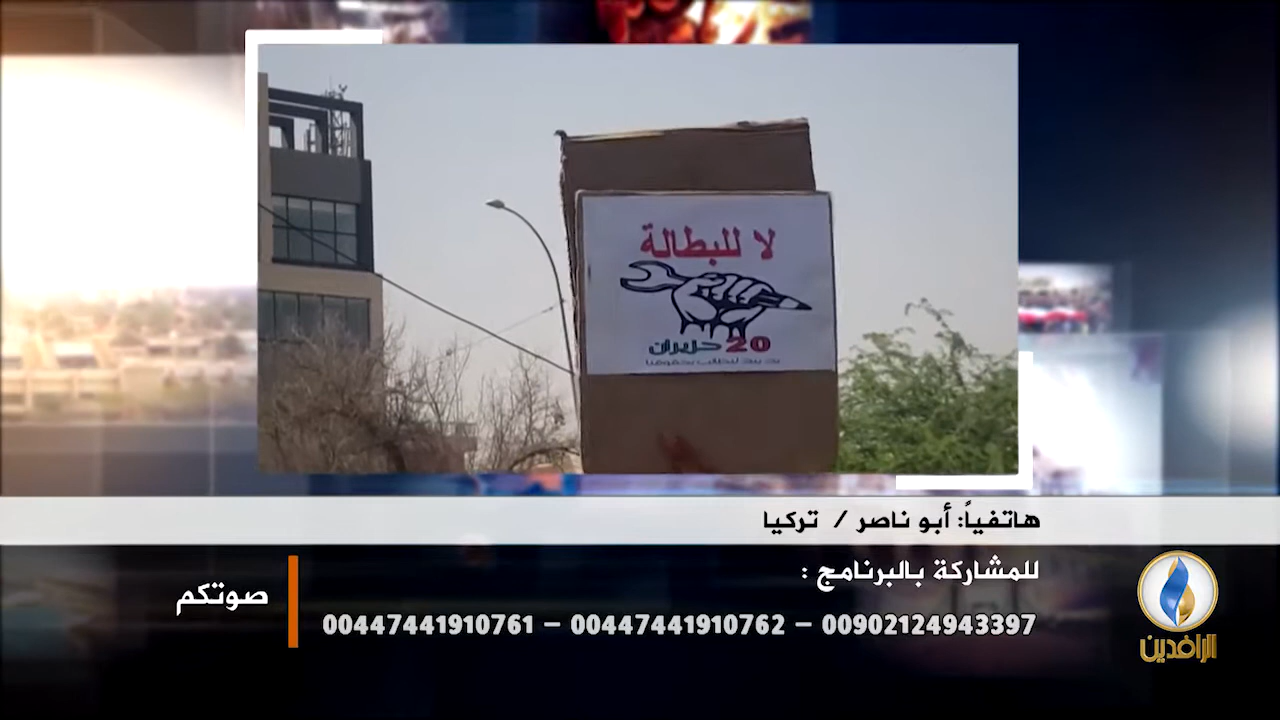 لا للبطالة
20 حزيران
هاتفياً: أبو ناصر / تركيا
للمشاركة بالبرنامج :
صوتكم
00447441910761 – 00447441910762 – 00902124943397
الرافدين